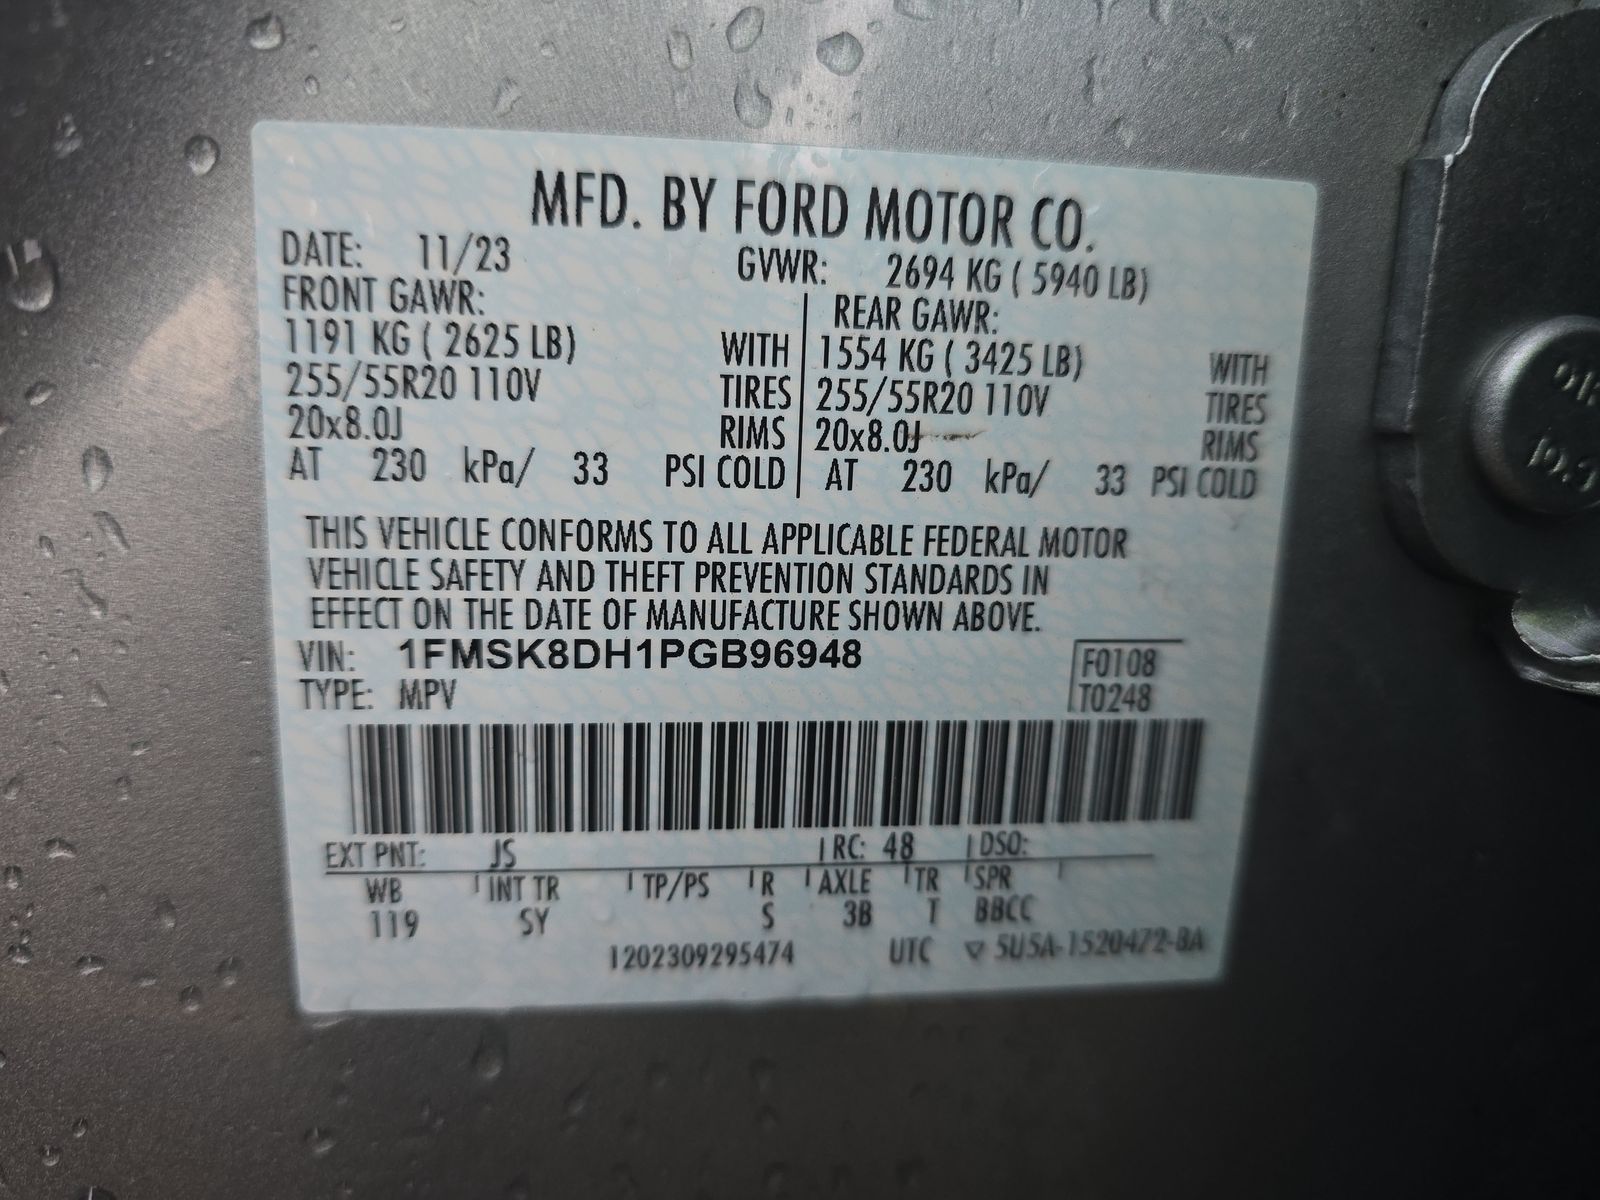 MFD. BY FORD MOTOR CO.
DATE: 11/23 GVWR: 2694 KG ( 5940 LB)
FRONT GAWR: REAR GAWR:
1191 KG ( 2625 LB) WITH 1554 KG ( 3425 LB) WITH
255/55R20 110V TIRES 255/55R20 110V TIRES
20x8.0J RIMS 20x8.0J RIMS
AT 230 kPa/ 33 PSI COLD AT 230 kPa/ 33 PSI COLD
THIS VEHICLE CONFORMS TO ALL APPLICABLE FEDERAL MOTOR
VEHICLE SAFETY AND THEFT PREVENTION STANDARDS IN
EFFECT ON THE DATE OF MANUFACTURE SHOWN ABOVE.
VIN: 1FMSK8DH1PGB96948
TYPE: MPV
F0108
T0248
EXT PNT: JS RC: 48 DSO:
WB INT TR TP/PS R AXLE TR SPR
119 SY S 3B T BBCC
1202309295474 UTC ▽ 5U5A-1520472-BA